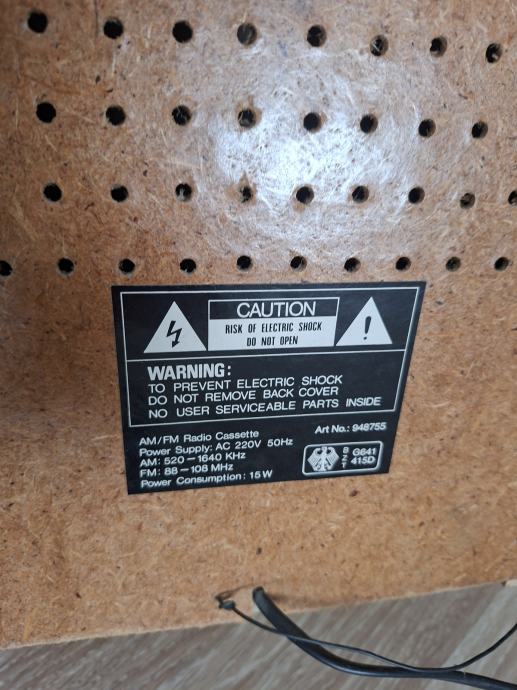 CAUTION
RISK OF ELECTRIC SHOCK
DO NOT OPEN
WARNING:
TO PREVENT ELECTRIC SHOCK
DO NOT REMOVE BACK COVER
NO USER SERVICEABLE PARTS INSIDE
AM/FM Radio Cassette
Power Supply: AC 220V 50Hz
AM: 520-1640 KHz
FM: 88-108 MHz
Power Consumption: 15 W
Art No.: 948755
BZT
G641
415D